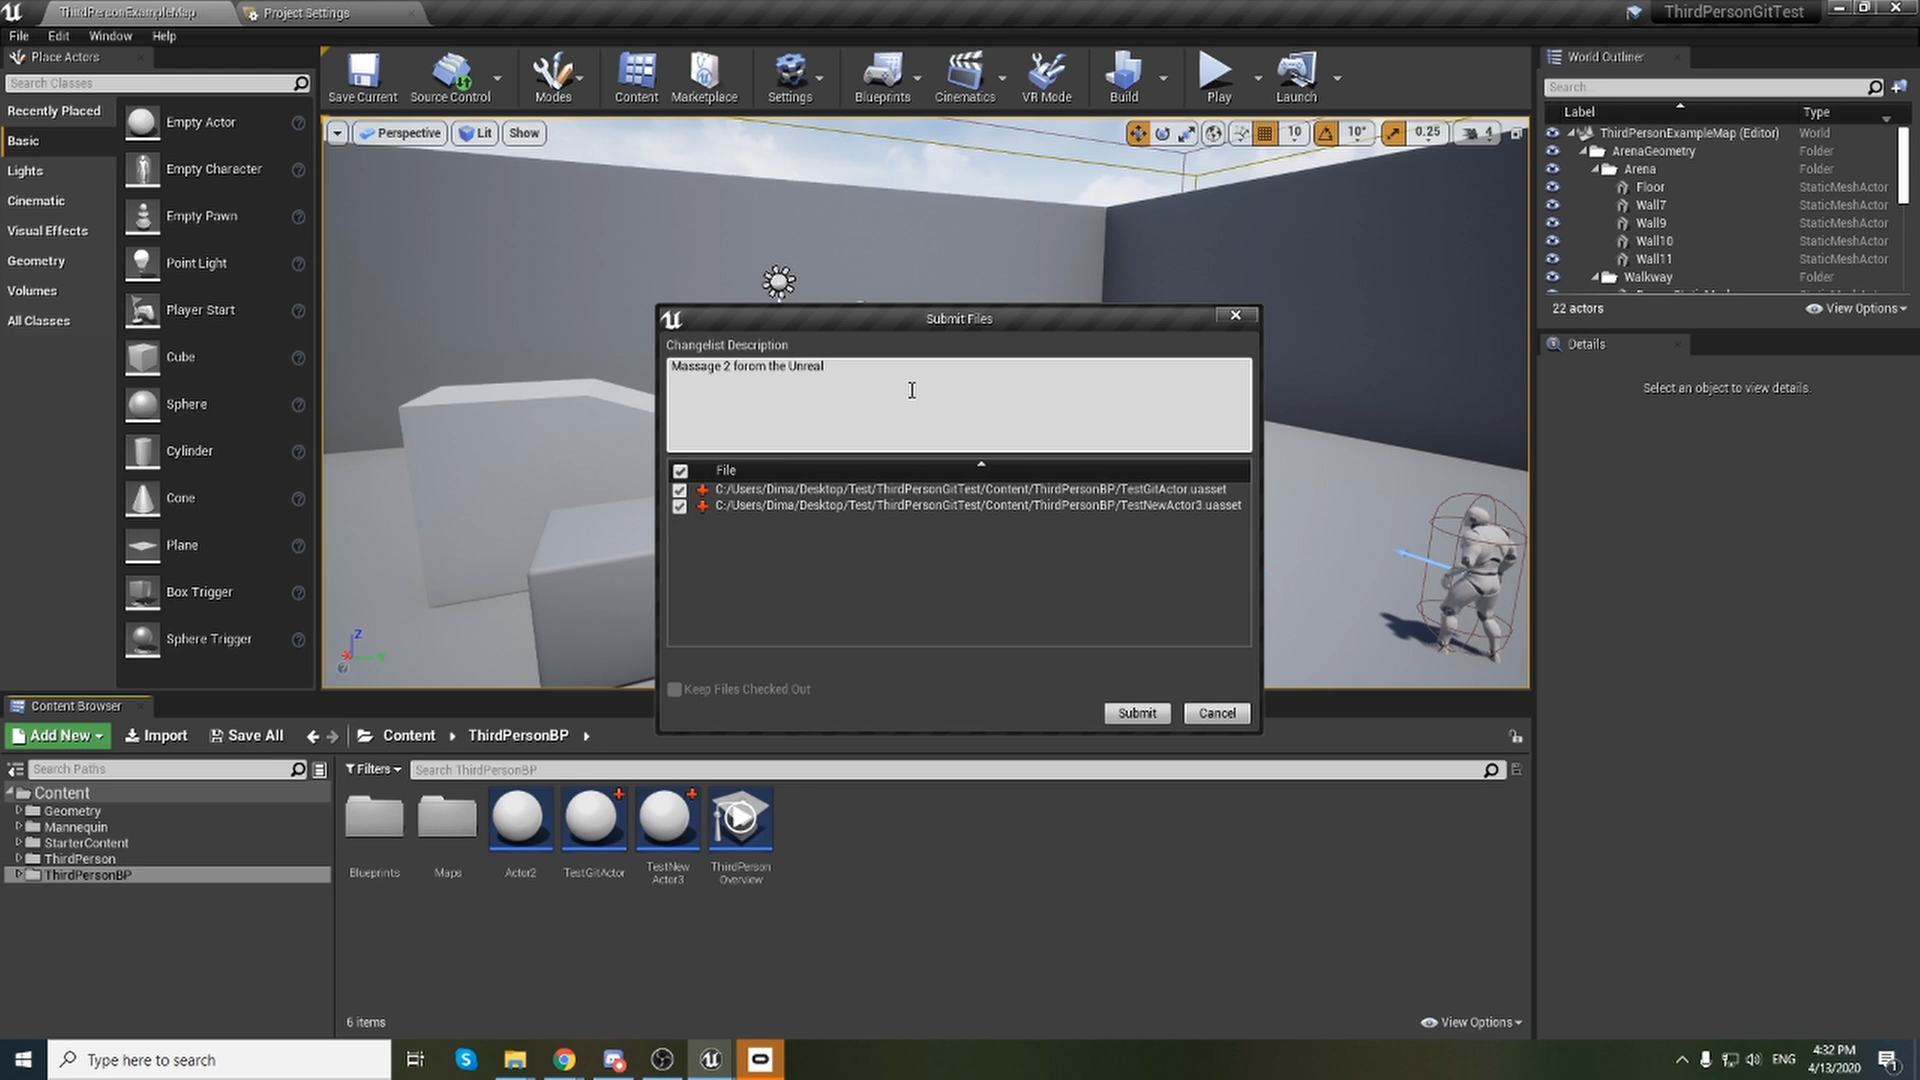 ThirdPersonExampleMap
Project Settings
ThirdPersonGitTest
File Edit Window Help
Place Actors
Search Classes
Recently Placed
Basic
Lights
Cinematic
Visual Effects
Geometry
Volumes
All Classes
Empty Actor
Empty Character
Empty Pawn
Point Light
Player Start
Cube
Sphere
Cylinder
Cone
Plane
Box Trigger
Sphere Trigger
Save Current
Source Control
Modes
Content
Marketplace
Settings
Blueprints
Cinematics
VR Mode
Build
Play
Launch
Perspective
Lit
Show
10
10°
0.25
4
Z
World Outliner
Search...
Label Type
ThirdPersonExampleMap (Editor) World
ArenaGeometry Folder
Arena Folder
Floor StaticMeshActor
Wall7 StaticMeshActor
Wall9 StaticMeshActor
Wall10 StaticMeshActor
Wall11 StaticMeshActor
Walkway Folder
22 actors
View Options
Details
Select an object to view details.
Submit Files
Changelist Description
Massage 2 forom the Unreal
File
C:/Users/Dima/Desktop/Test/ThirdPersonGitTest/Content/ThirdPersonBP/TestGitActor.uasset
C:/Users/Dima/Desktop/Test/ThirdPersonGitTest/Content/ThirdPersonBP/TestNewActor3.uasset
Keep Files Checked Out
Submit
Cancel
Content Browser
Add New
Import
Save All
Content
ThirdPersonBP
Search Paths
Filters
Search ThirdPersonBP
Content
Geometry
Mannequin
StarterContent
ThirdPerson
ThirdPersonBP
Blueprints
Maps
Actor2
TestGitActor
TestNew
Actor3
ThirdPerson
Overview
6 items
View Options
Type here to search
ENG
4:32 PM
4/13/2020
1